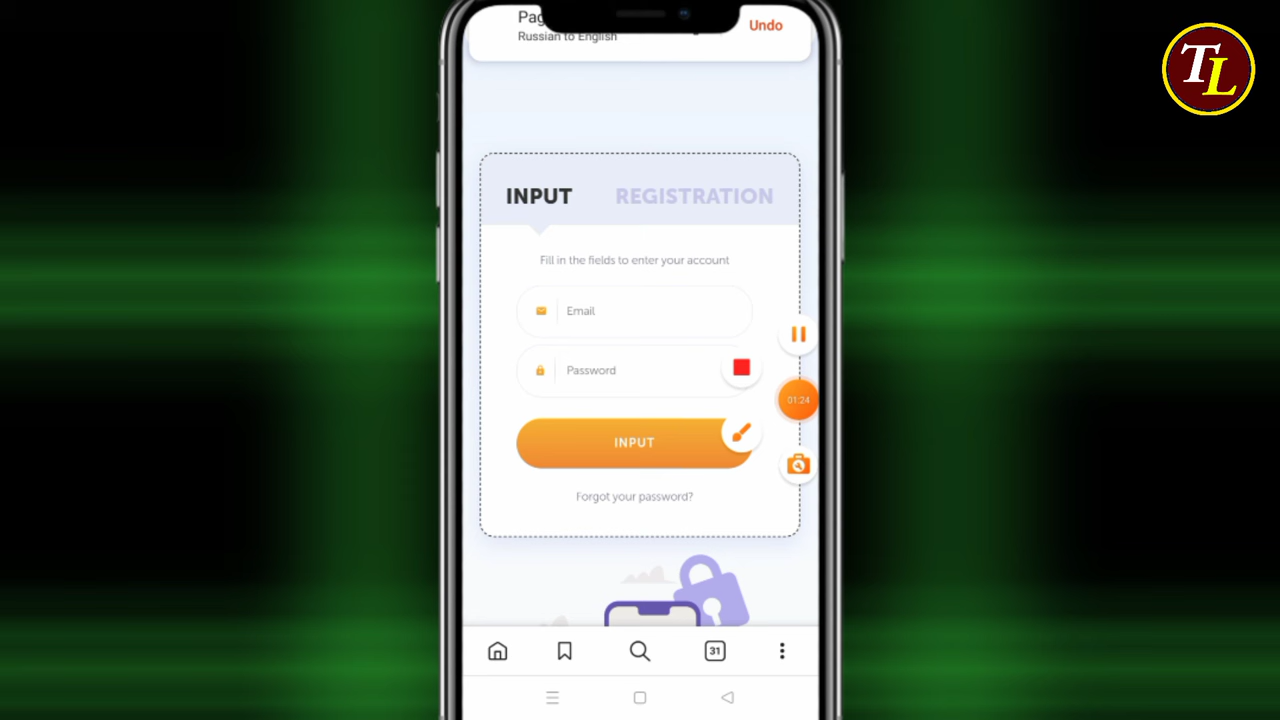 Pag
Undo
Russian to English
TL
INPUT REGISTRATION
Fill in the fields to enter your account
Email
Password
01:24
INPUT
Forgot your password?
31